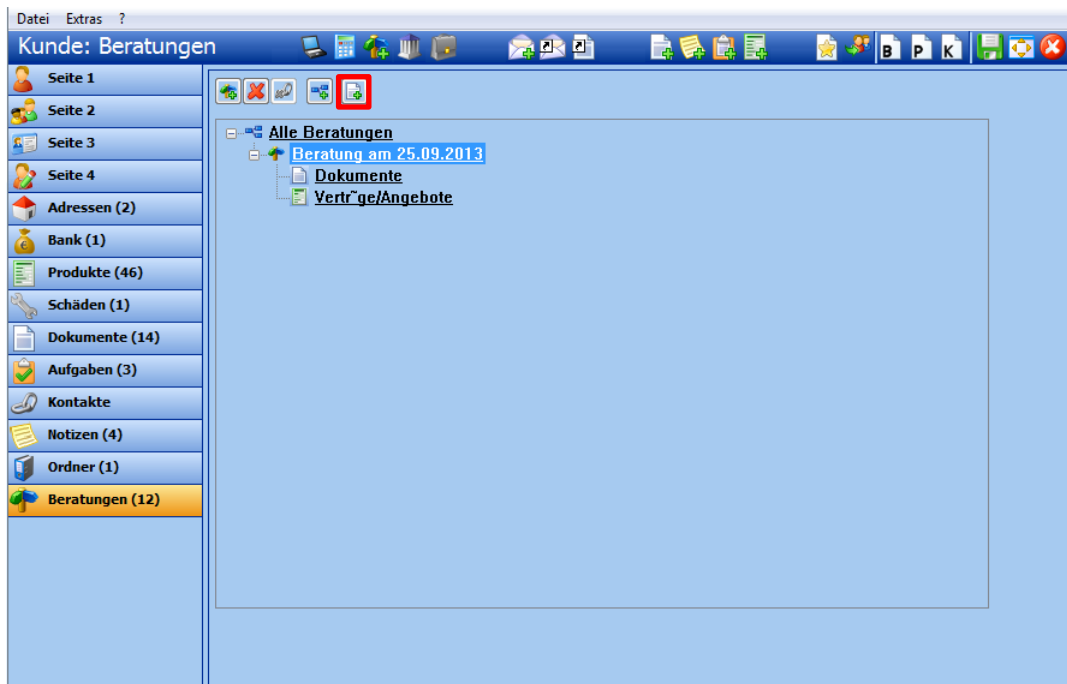 Datei Extras ?
Kunde: Beratungen
B P K
Seite 1
Seite 2
Seite 3
Seite 4
Adressen (2)
Bank (1)
Produkte (46)
Schäden (1)
Dokumente (14)
Aufgaben (3)
Kontakte
Notizen (4)
Ordner (1)
Beratungen (12)
Alle Beratungen
Beratung am 25.09.2013
Dokumente
Vertr˜ge/Angebote